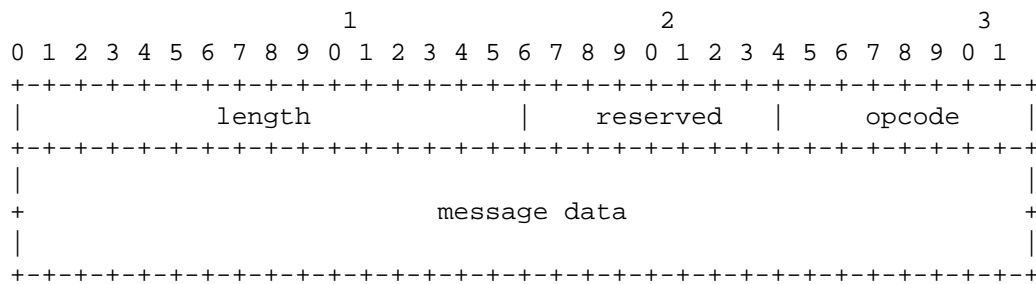 1                   2                   3
0 1 2 3 4 5 6 7 8 9 0 1 2 3 4 5 6 7 8 9 0 1 2 3 4 5 6 7 8 9 0 1
+-+-+-+-+-+-+-+-+-+-+-+-+-+-+-+-+-+-+-+-+-+-+-+-+-+-+-+-+-+-+-+-+
|            length             |    reserved   |     opcode    |
+-+-+-+-+-+-+-+-+-+-+-+-+-+-+-+-+-+-+-+-+-+-+-+-+-+-+-+-+-+-+-+-+
|                                                               |
+                          message data                         +
|                                                               |
+-+-+-+-+-+-+-+-+-+-+-+-+-+-+-+-+-+-+-+-+-+-+-+-+-+-+-+-+-+-+-+-+